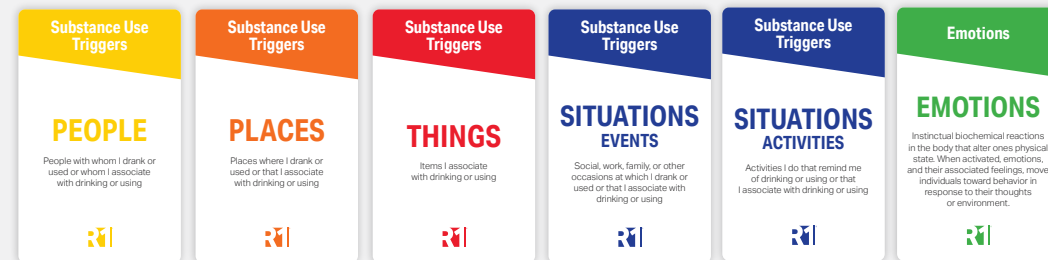 Substance Use
Triggers
PEOPLE
People with whom I drank or
used or whom I associate
with drinking or using
Substance Use
Triggers
PLACES
Places where I drank or
used or that I associate
with drinking or using
Substance Use
Triggers
THINGS
Items I associate
with drinking or using
Substance Use
Triggers
SITUATIONS
EVENTS
Social, work, family, or other
occasions at which I drank or
used or that I associate with
drinking or using
Substance Use
Triggers
SITUATIONS
ACTIVITIES
Activities I do that remind me
of drinking or using or that
I associate with drinking or using
Emotions
EMOTIONS
Instinctual biochemical reactions
in the body that alter ones physical
state. When activated, emotions,
and their associated feelings, move
individuals toward behavior in
response to their thoughts
or environment.